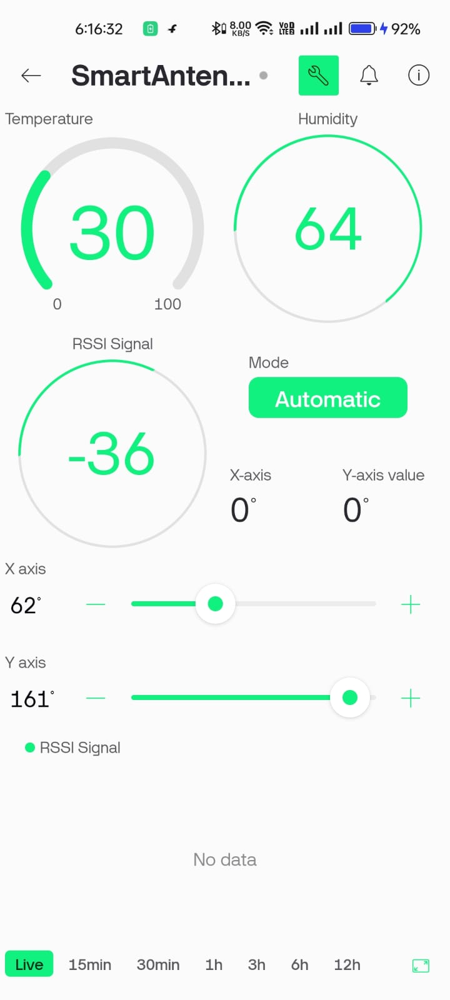 6:16:32 8.00 KB/S VoD LTE2 92%
SmartAnten...
Temperature
30
0 100
Humidity
64
RSSI Signal
-36
Mode
Automatic
X-axis
0°
Y-axis value
0°
X axis
62°
Y axis
161°
RSSI Signal
No data
Live 15min 30min 1h 3h 6h 12h